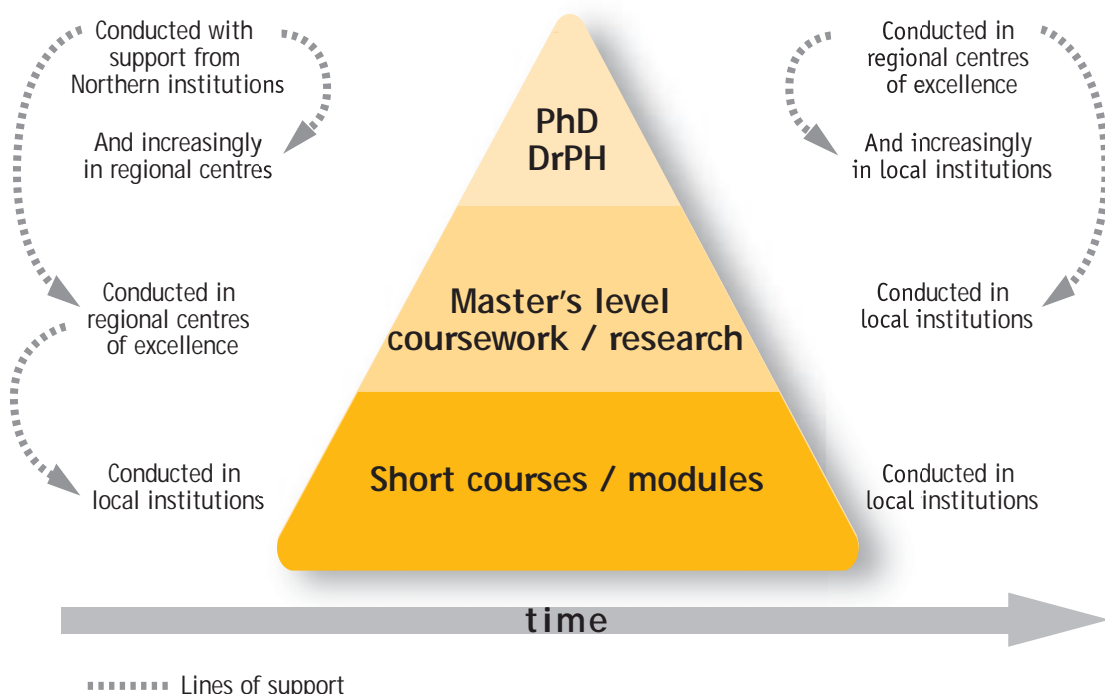 Conducted with
support from
Northern institutions
And increasingly
in regional centres
Conducted in
regional centres
of excellence
Conducted in
local institutions
PhD
DrPH
Master's level
coursework / research
Short courses / modules
Conducted in
regional centres
of excellence
And increasingly
in local institutions
Conducted in
local institutions
Conducted in
local institutions
time
Lines of support